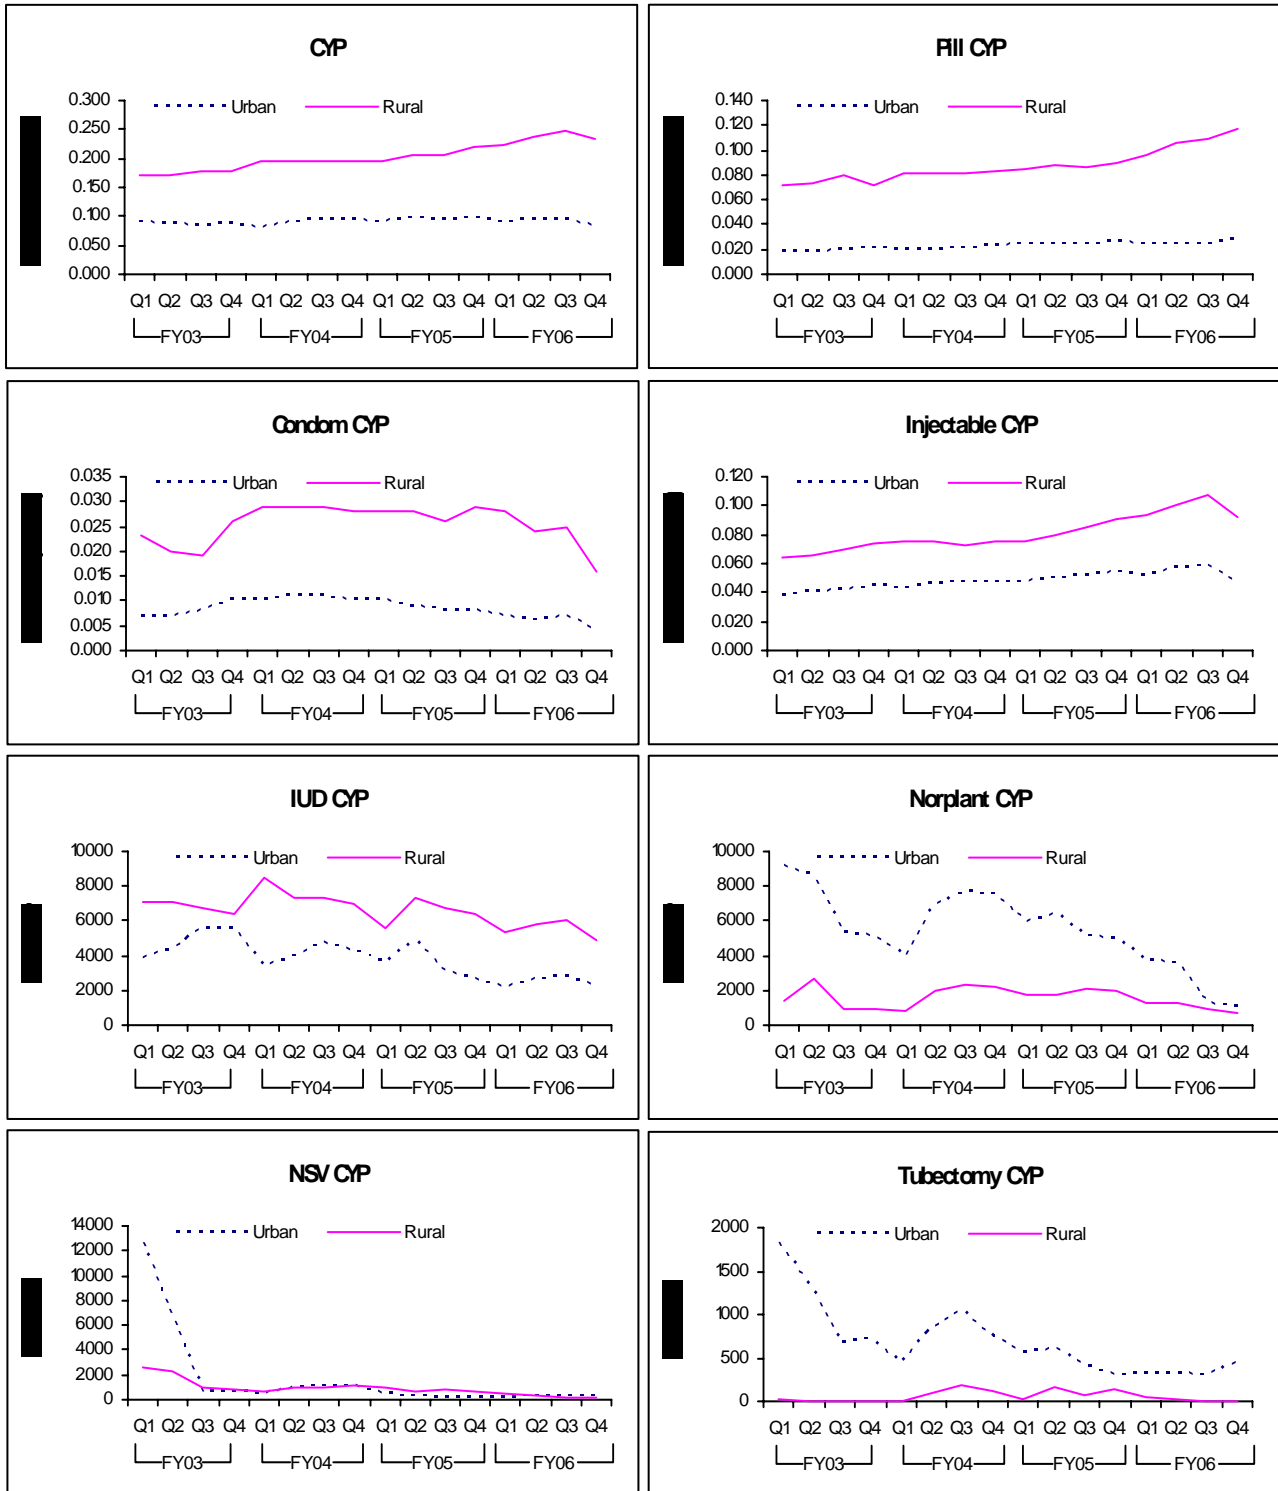 CYP
Urban Rural
0.300
0.250
0.200
0.150
0.100
0.050
0.000
Q1 Q2 Q3 Q4 Q1 Q2 Q3 Q4 Q1 Q2 Q3 Q4 Q1 Q2 Q3 Q4
FY03 FY04 FY05 FY06
Pill CYP
Urban Rural
0.140
0.120
0.100
0.080
0.060
0.040
0.020
0.000
Q1 Q2 Q3 Q4 Q1 Q2 Q3 Q4 Q1 Q2 Q3 Q4 Q1 Q2 Q3 Q4
FY03 FY04 FY05 FY06
Condom CYP
Urban Rural
0.035
0.030
0.025
0.020
0.015
0.010
0.005
0.000
Q1 Q2 Q3 Q4 Q1 Q2 Q3 Q4 Q1 Q2 Q3 Q4 Q1 Q2 Q3 Q4
FY03 FY04 FY05 FY06
Injectable CYP
Urban Rural
0.120
0.100
0.080
0.060
0.040
0.020
0.000
Q1 Q2 Q3 Q4 Q1 Q2 Q3 Q4 Q1 Q2 Q3 Q4 Q1 Q2 Q3 Q4
FY03 FY04 FY05 FY06
IUD CYP
Urban Rural
10000
8000
6000
4000
2000
0
Q1 Q2 Q3 Q4 Q1 Q2 Q3 Q4 Q1 Q2 Q3 Q4 Q1 Q2 Q3 Q4
FY03 FY04 FY05 FY06
Norplant CYP
Urban Rural
10000
8000
6000
4000
2000
0
Q1 Q2 Q3 Q4 Q1 Q2 Q3 Q4 Q1 Q2 Q3 Q4 Q1 Q2 Q3 Q4
FY03 FY04 FY05 FY06
NSV CYP
Urban Rural
14000
12000
10000
8000
6000
4000
2000
0
Q1 Q2 Q3 Q4 Q1 Q2 Q3 Q4 Q1 Q2 Q3 Q4 Q1 Q2 Q3 Q4
FY03 FY04 FY05 FY06
Tubectomy CYP
Urban Rural
2000
1500
1000
500
0
Q1 Q2 Q3 Q4 Q1 Q2 Q3 Q4 Q1 Q2 Q3 Q4 Q1 Q2 Q3 Q4
FY03 FY04 FY05 FY06